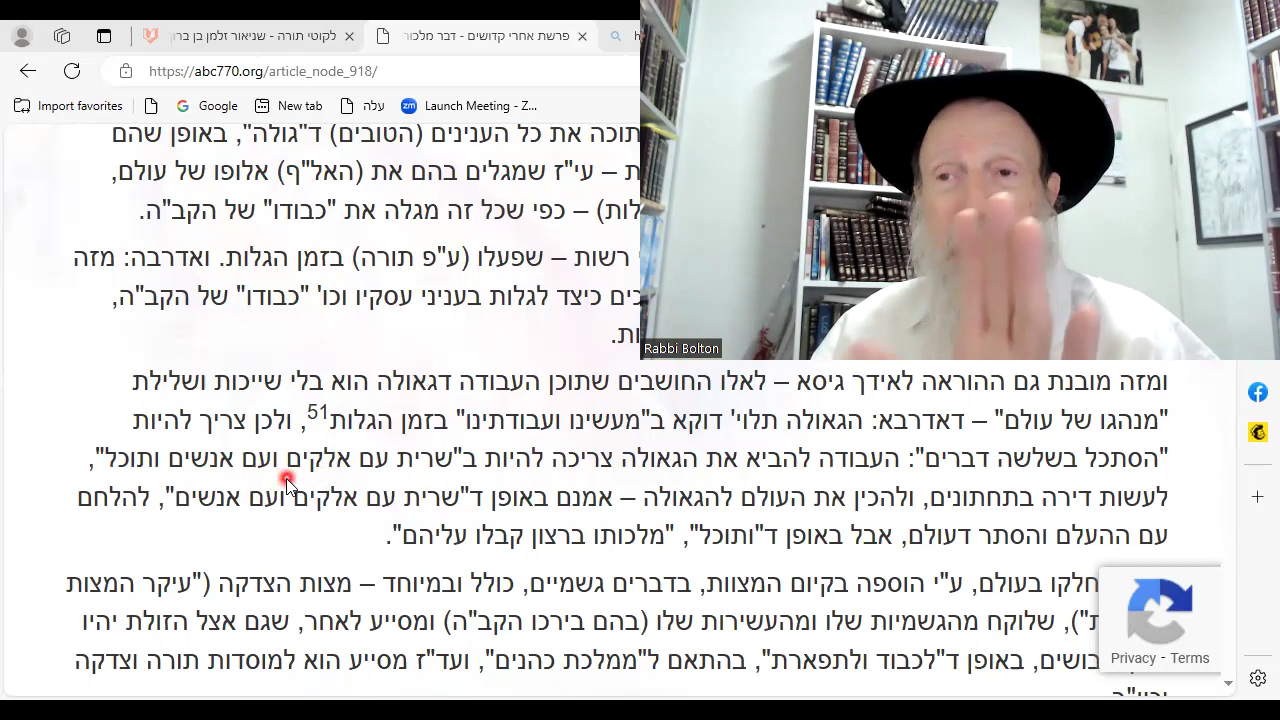 לקוטי תורה - שניאור זלמן בן ברו
פרשת אחרי קדושים - דבר מלכות
https://abc770.org/article_node_918/
Import favorites
Google
New tab
עלה
zm
Launch Meeting - Z...
תוכה את כל הענינים (הטובים) ד"גולה", באופן שהם
ת – עי"ז שמגלים בהם את (האל"ף) אלופו של עולם,
לות) – כפי שכל זה מגלה את "כבודו" של הקב"ה.
י רשות – שפעלו (ע"פ תורה) בזמן הגלות. ואדרבה: מזה
כים כיצד לגלות בעניני עסקיו וכו' "כבודו" של הקב"ה,
ות.
Rabbi Bolton
ומזה מובנת גם ההוראה לאידך גיסא – לאלו החושבים שתוכן העבודה דגאולה הוא בלי שייכות ושלילת
"מנהגו של עולם" – דאדרבא: הגאולה תלוי' דוקא ב"מעשינו ועבודתינו" בזמן הגלות51, ולכן צריך להיות
"הסתכל בשלשה דברים": העבודה להביא את הגאולה צריכה להיות ב"שרית עם אלקים ועם אנשים ותוכל",
לעשות דירה בתחתונים, ולהכין את העולם להגאולה – אמנם באופן ד"שרית עם אלקים ועם אנשים", להלחם
עם ההעלם והסתר דעולם, אבל באופן ד"ותוכל", "מלכותו ברצון קבלו עליהם".
חלקו בעולם, ע"י הוספה בקיום המצוות, בדברים גשמיים, כולל ובמיוחד – מצות הצדקה ("עיקר המצות
ת"), שלוקח מהגשמיות שלו ומהעשירות שלו (בהם בירכו הקב"ה) ומסייע לאחר, שגם אצל הזולת יהיו
בושים, באופן ד"לכבוד ולתפארת", בהתאם ל"ממלכת כהנים", ועד"ז מסייע הוא למוסדות תורה וצדקה
Privacy - Terms